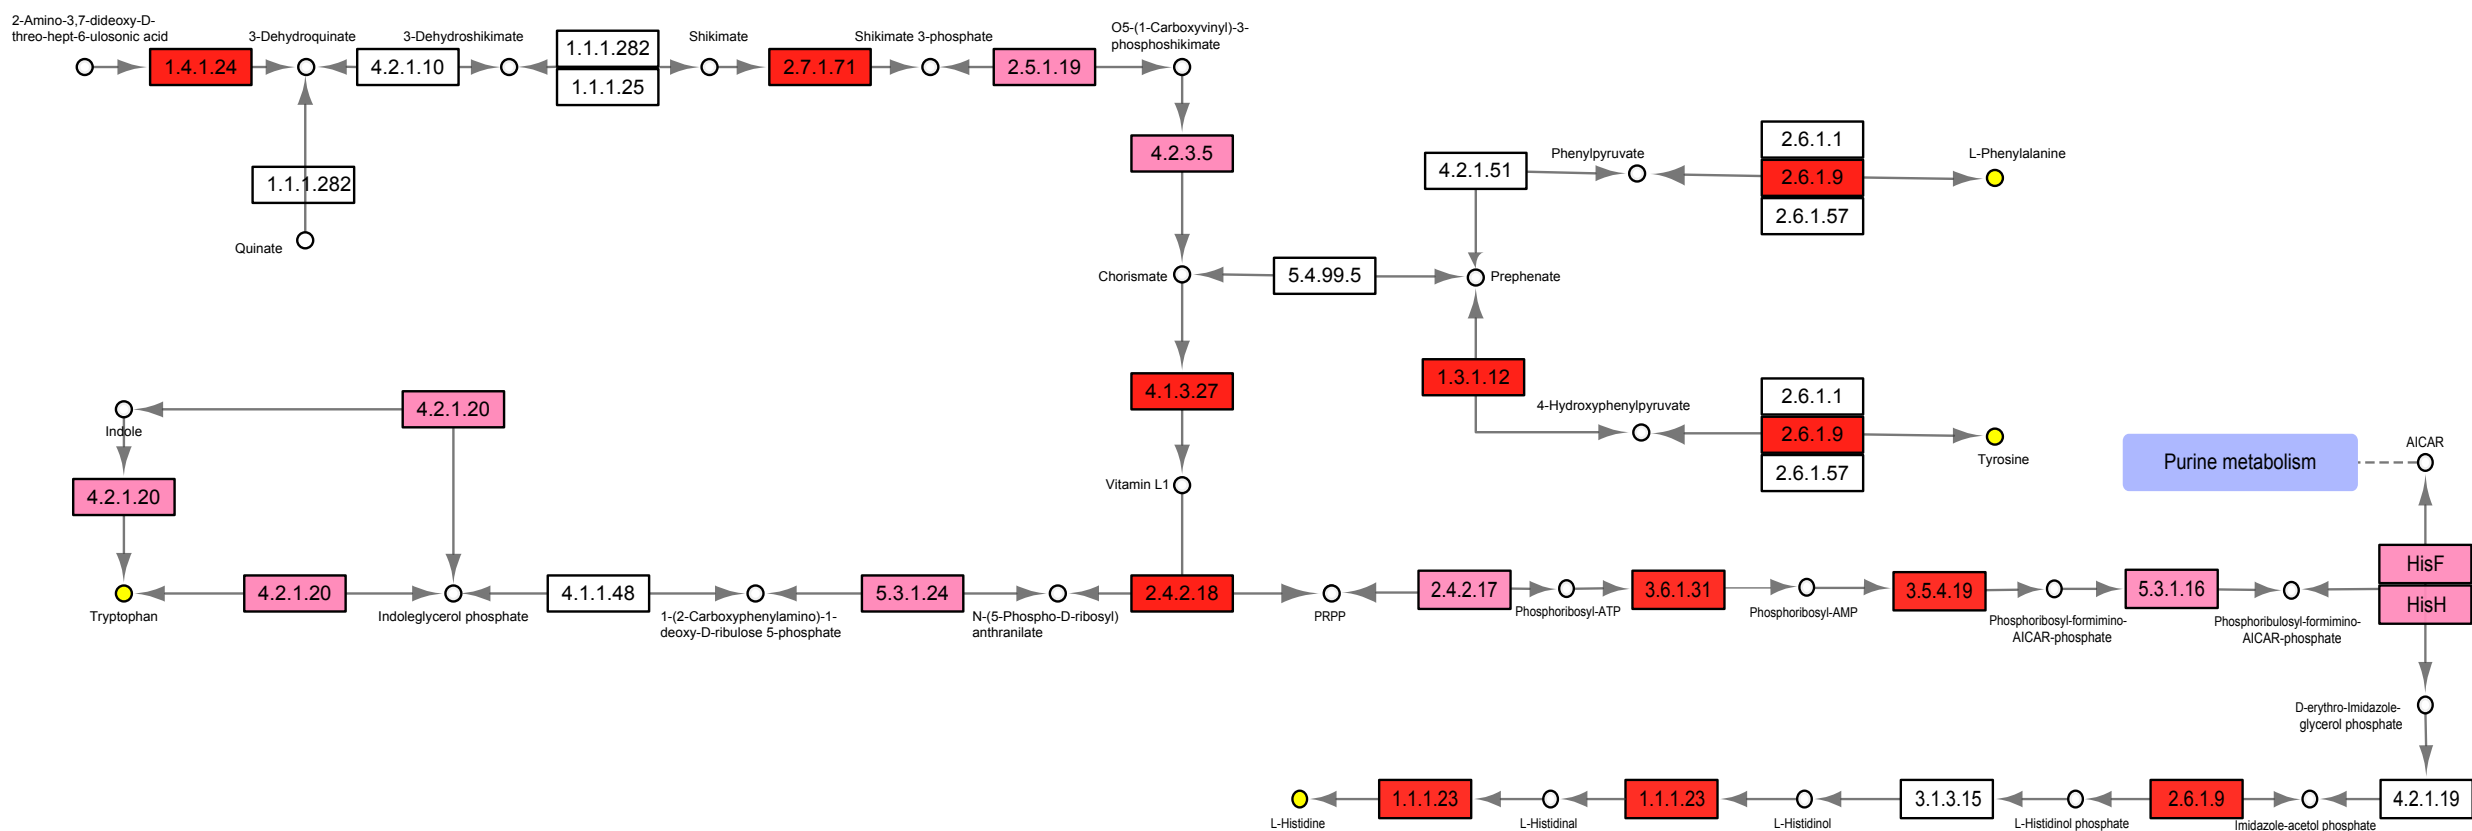 2-Amino-3,7-dideoxy-D-
threo-hept-6-ulosonic acid
3-Dehydroquinate
3-Dehydroshikimate
Shikimate
Shikimate 3-phosphate
O5-(1-Carboxyvinyl)-3-
phosphoshikimate
1.4.1.24
4.2.1.10
1.1.1.282
1.1.1.25
2.7.1.71
2.5.1.19
4.2.3.5
1.1.1.282
Quinate
Phenylpyruvate
4.2.1.51
2.6.1.1
2.6.1.9
2.6.1.57
L-Phenylalanine
Chorismate
5.4.99.5
Prephenate
4.1.3.27
1.3.1.12
4-Hydroxyphenylpyruvate
2.6.1.1
2.6.1.9
2.6.1.57
Tyrosine
Indole
4.2.1.20
4.2.1.20
Vitamin L1
Purine metabolism
AICAR
HisF
HisH
4.2.1.20
4.1.1.48
5.3.1.24
2.4.2.18
2.4.2.17
3.6.1.31
3.5.4.19
5.3.1.16
Tryptophan
Indoleglycerol phosphate
1-(2-Carboxyphenylamino)-1-
deoxy-D-ribulose 5-phosphate
N-(5-Phospho-D-ribosyl)
anthranilate
PRPP
Phosphoribosyl-ATP
Phosphoribosyl-AMP
Phosphoribosyl-formimino-
AICAR-phosphate
Phosphoribulosyl-formimino-
AICAR-phosphate
D-erythro-Imidazole-
glycerol phosphate
1.1.1.23
1.1.1.23
3.1.3.15
2.6.1.9
4.2.1.19
L-Histidine
L-Histidinal
L-Histidinol
L-Histidinol phosphate
Imidazole-acetol phosphate